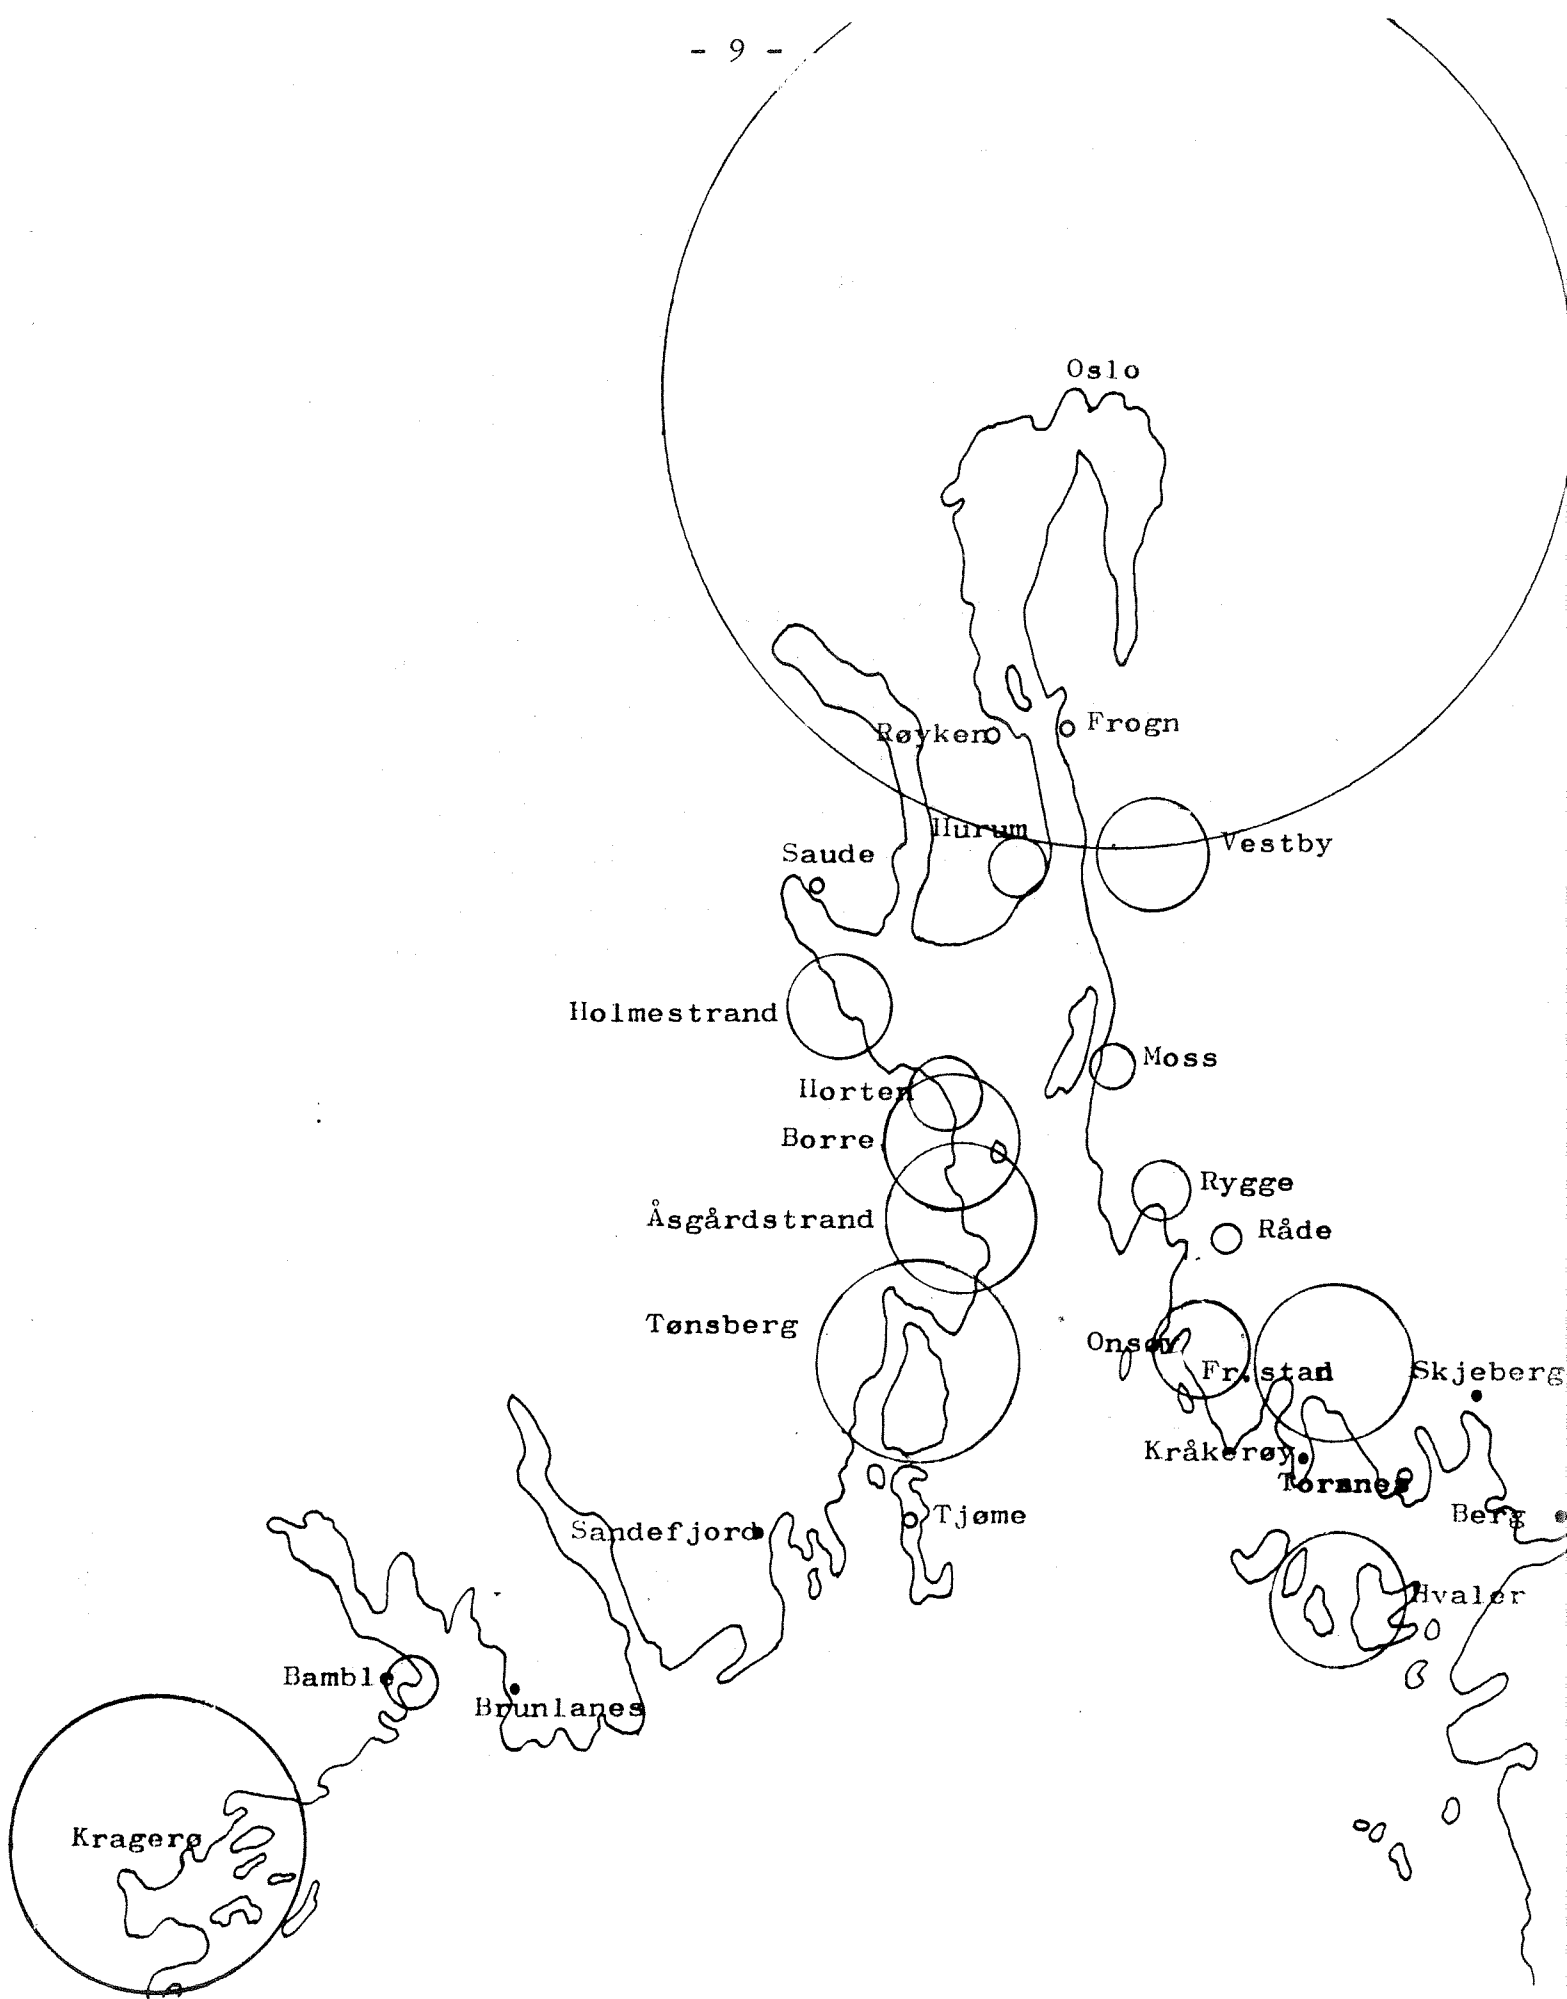 - 9 -
Oslo
Frogn
Røyken
Hurum
Vestby
Saude
Holmestrand
Moss
Horten
Borre
Rygge
Åsgårdstrand
Råde
Tønsberg
Onsøy
Fr.stad
Skjeberg
Kråkerøy
Torsnes
Berg
Tjøme
Sandefjord
Hvaler
Bamble
Brunlanes
Kragerø